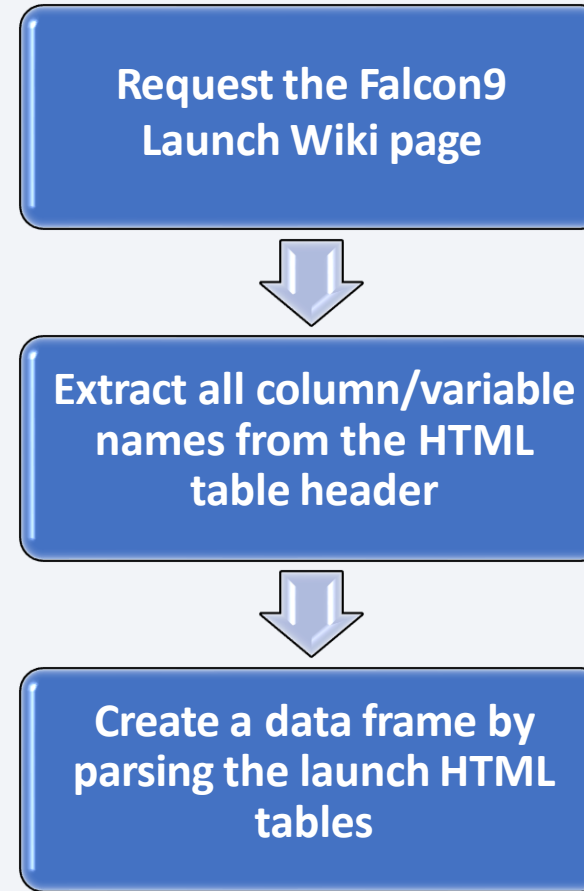 Request the Falcon9
Launch Wiki page
Extract all column/variable
names from the HTML
table header
Create a data frame by
parsing the launch HTML
tables